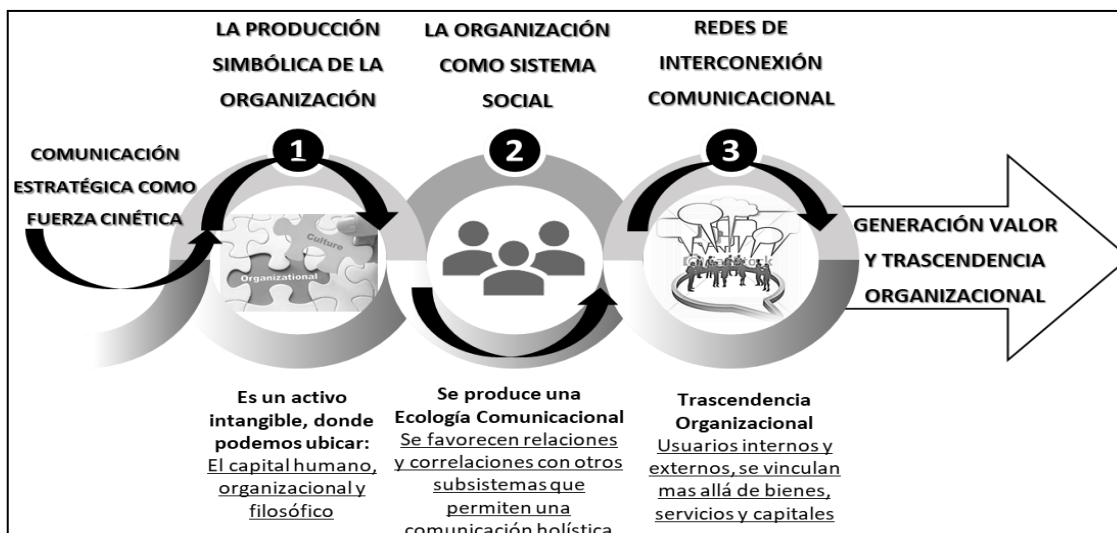 COMUNICACIÓN
ESTRATÉGICA COMO
FUERZA CINÉTICA
LA PRODUCCIÓN
SIMBÓLICA DE LA
ORGANIZACIÓN
1
Culture
Organizational
Es un activo
intangible, donde
podemos ubicar:
El capital humano,
organizacional y
filosófico
LA ORGANIZACIÓN
COMO SISTEMA
SOCIAL
2
Se produce una
Ecología Comunicacional
Se favorecen relaciones
y correlaciones con otros
subsistemas que
permiten una
comunicación holística
REDES DE
INTERCONEXIÓN
COMUNICACIONAL
3
Trascendencia
Organizacional
Usuarios internos y
externos, se vinculan
mas allá de bienes,
servicios y capitales
GENERACIÓN VALOR
Y TRASCENDENCIA
ORGANIZACIONAL